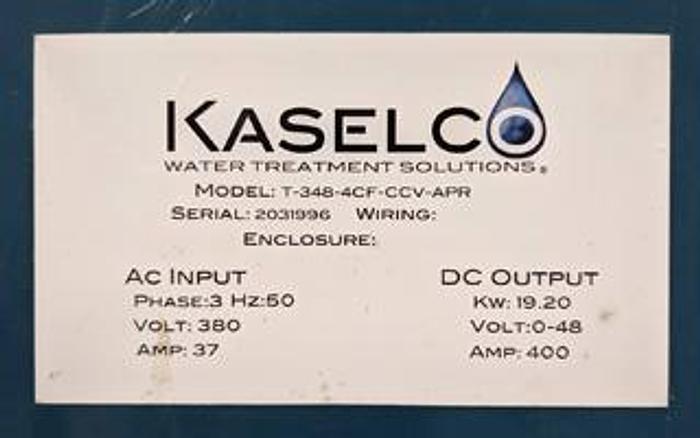 KASELCO
WATER TREATMENT SOLUTIONS®
MODEL: T-348-4CF-CCV-APR
SERIAL: 2031996 WIRING:
ENCLOSURE:
AC INPUT
PHASE:3 HZ:50
VOLT: 380
AMP: 37
DC OUTPUT
KW: 19.20
VOLT:0-48
AMP: 400